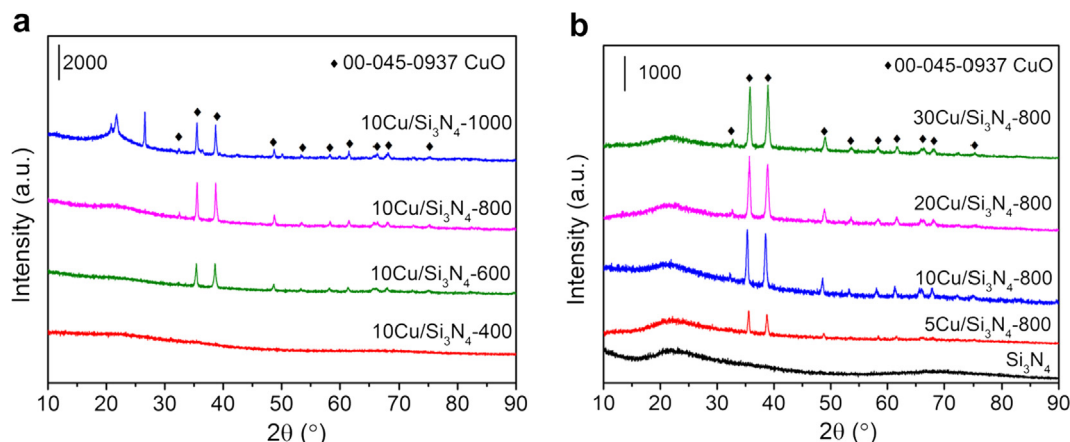 a
2000
♦ 00-045-0937 CuO
10Cu/Si₃N₄-1000
10Cu/Si₃N₄-800
10Cu/Si₃N₄-600
10Cu/Si₃N₄-400
Intensity (a.u.)
10 20 30 40 50 60 70 80 90
2θ (°)
b
1000
♦00-045-0937 CuO
30Cu/Si₃N₄-800
20Cu/Si₃N₄-800
10Cu/Si₃N₄-800
5Cu/Si₃N₄-800
Si₃N₄
Intensity (a.u.)
10 20 30 40 50 60 70 80 90
2θ (°)